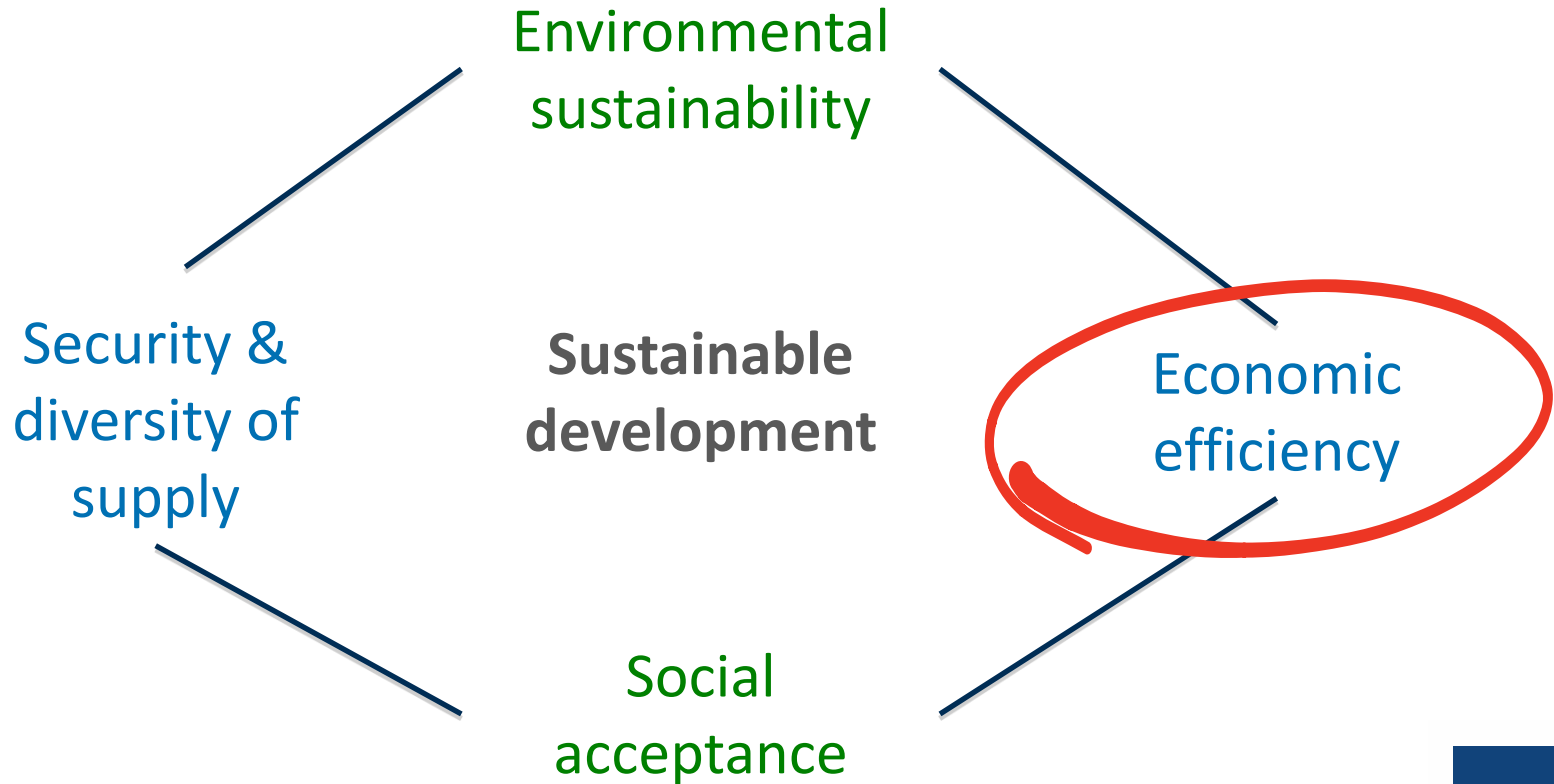 Environmental
sustainability
Security &
diversity of
supply
Sustainable
development
Economic
efficiency
Social
acceptance